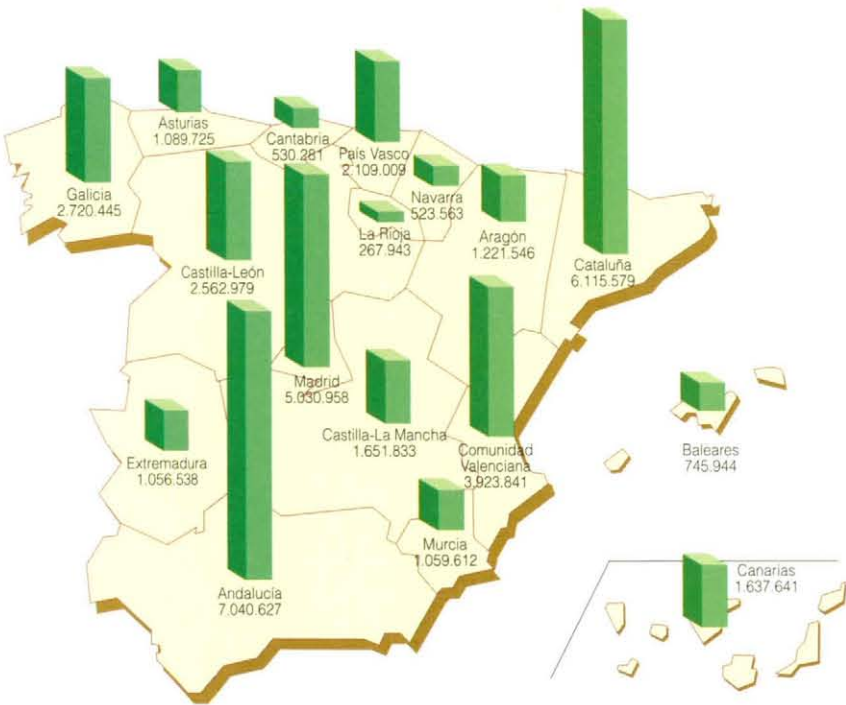 Asturias
1.089.725
Cantabria
530.281
País Vasco
2.109.009
Galicia
2.720.445
Navarra
523.563
La Rioja
267.943
Aragón
1.221.546
Cataluña
6.115.579
Castilla-León
2.562.979
Madrid
5.030.958
Castilla-La Mancha
1.651.833
Comunidad
Valenciana
3.923.841
Baleares
745.944
Extremadura
1.056.538
Murcia
1.059.612
Andalucía
7.040.627
Canarias
1.637.641